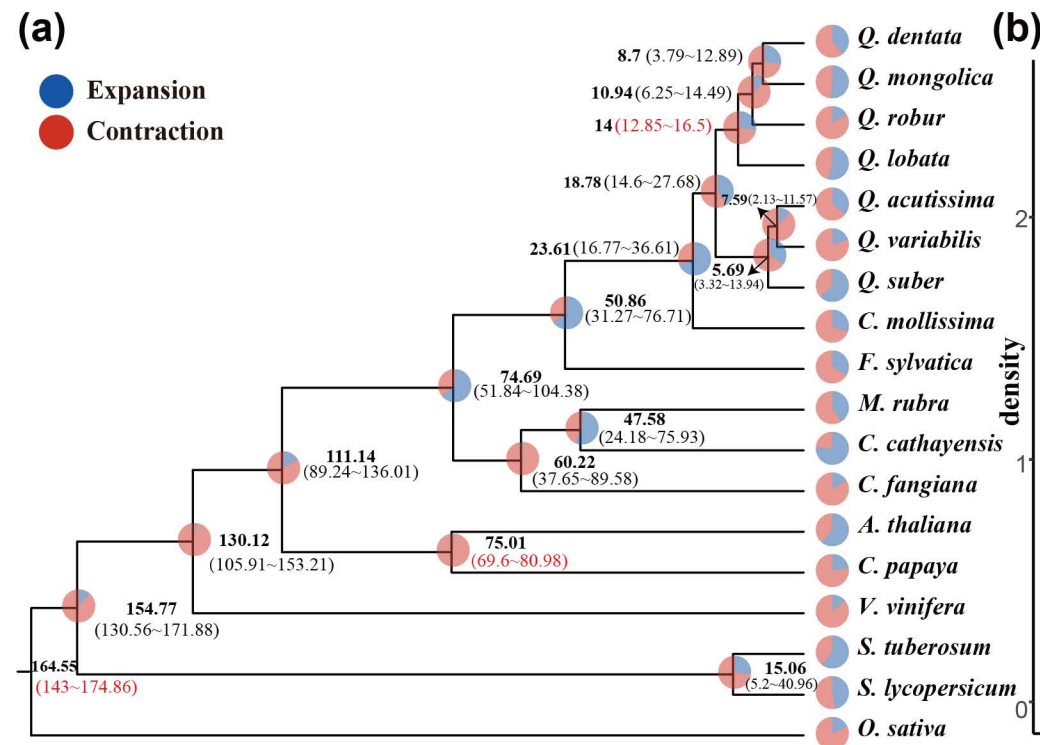 (a)
(b)
Expansion
Contraction
Q. dentata
8.7 (3.79~12.89)
Q. mongolica
10.94 (6.25~14.49)
Q. robur
14 (12.85~16.5)
Q. lobata
18.78 (14.6~27.68)
Q. acutissima
7.59 (2.13~11.57)
2
Q. variabilis
23.61 (16.77~36.61)
5.69
(3.32~13.94)
Q. suber
50.86
(31.27~76.71)
C. mollissima
F. sylvatica
density
74.69
(51.84~104.38)
M. rubra
47.58
(24.18~75.93)
C. cathayensis
111.14
(89.24~136.01)
60.22
(37.65~89.58)
1
C. fangiana
A. thaliana
130.12
(105.91~153.21)
75.01
(69.6~80.98)
C. papaya
154.77
(130.56~171.88)
V. vinifera
S. tuberosum
164.55
(143~174.86)
15.06
(5.2~40.96)
S. lycopersicum
0
O. sativa